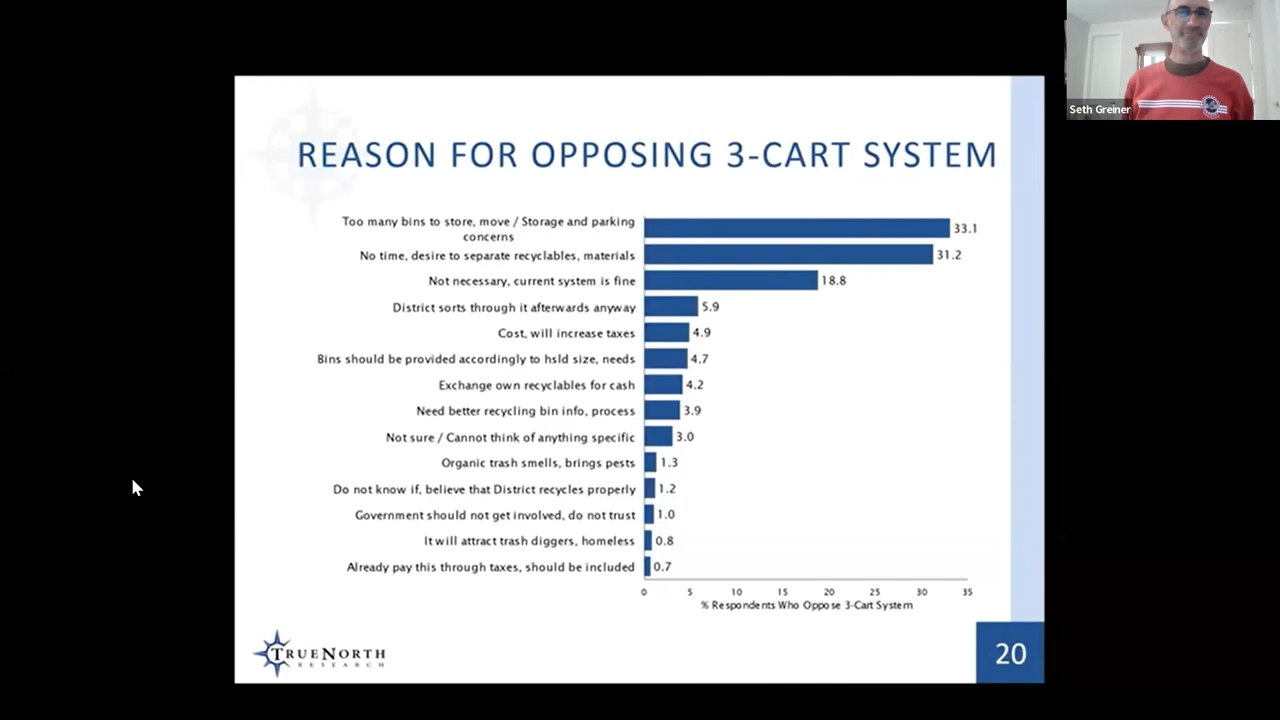 Seth Greiner
REASON FOR OPPOSING 3-CART SYSTEM
Too many bins to store, move / Storage and parking
concerns
33.1
No time, desire to separate recyclables, materials
31.2
Not necessary, current system is fine
18.8
District sorts through it afterwards anyway
5.9
Cost, will increase taxes
4.9
Bins should be provided accordingly to hsld size, needs
4.7
Exchange own recyclables for cash
4.2
Need better recycling bin info, process
3.9
Not sure / Cannot think of anything specific
3.0
Organic trash smells, brings pests
1.3
Do not know if, believe that District recycles properly
1.2
Government should not get involved, do not trust
1.0
It will attract trash diggers, homeless
0.8
Already pay this through taxes, should be included
0.7
0 5 10 15 20 25 30 35
% Respondents Who Oppose 3-Cart System
TRUENORTH
RESEARCH
20